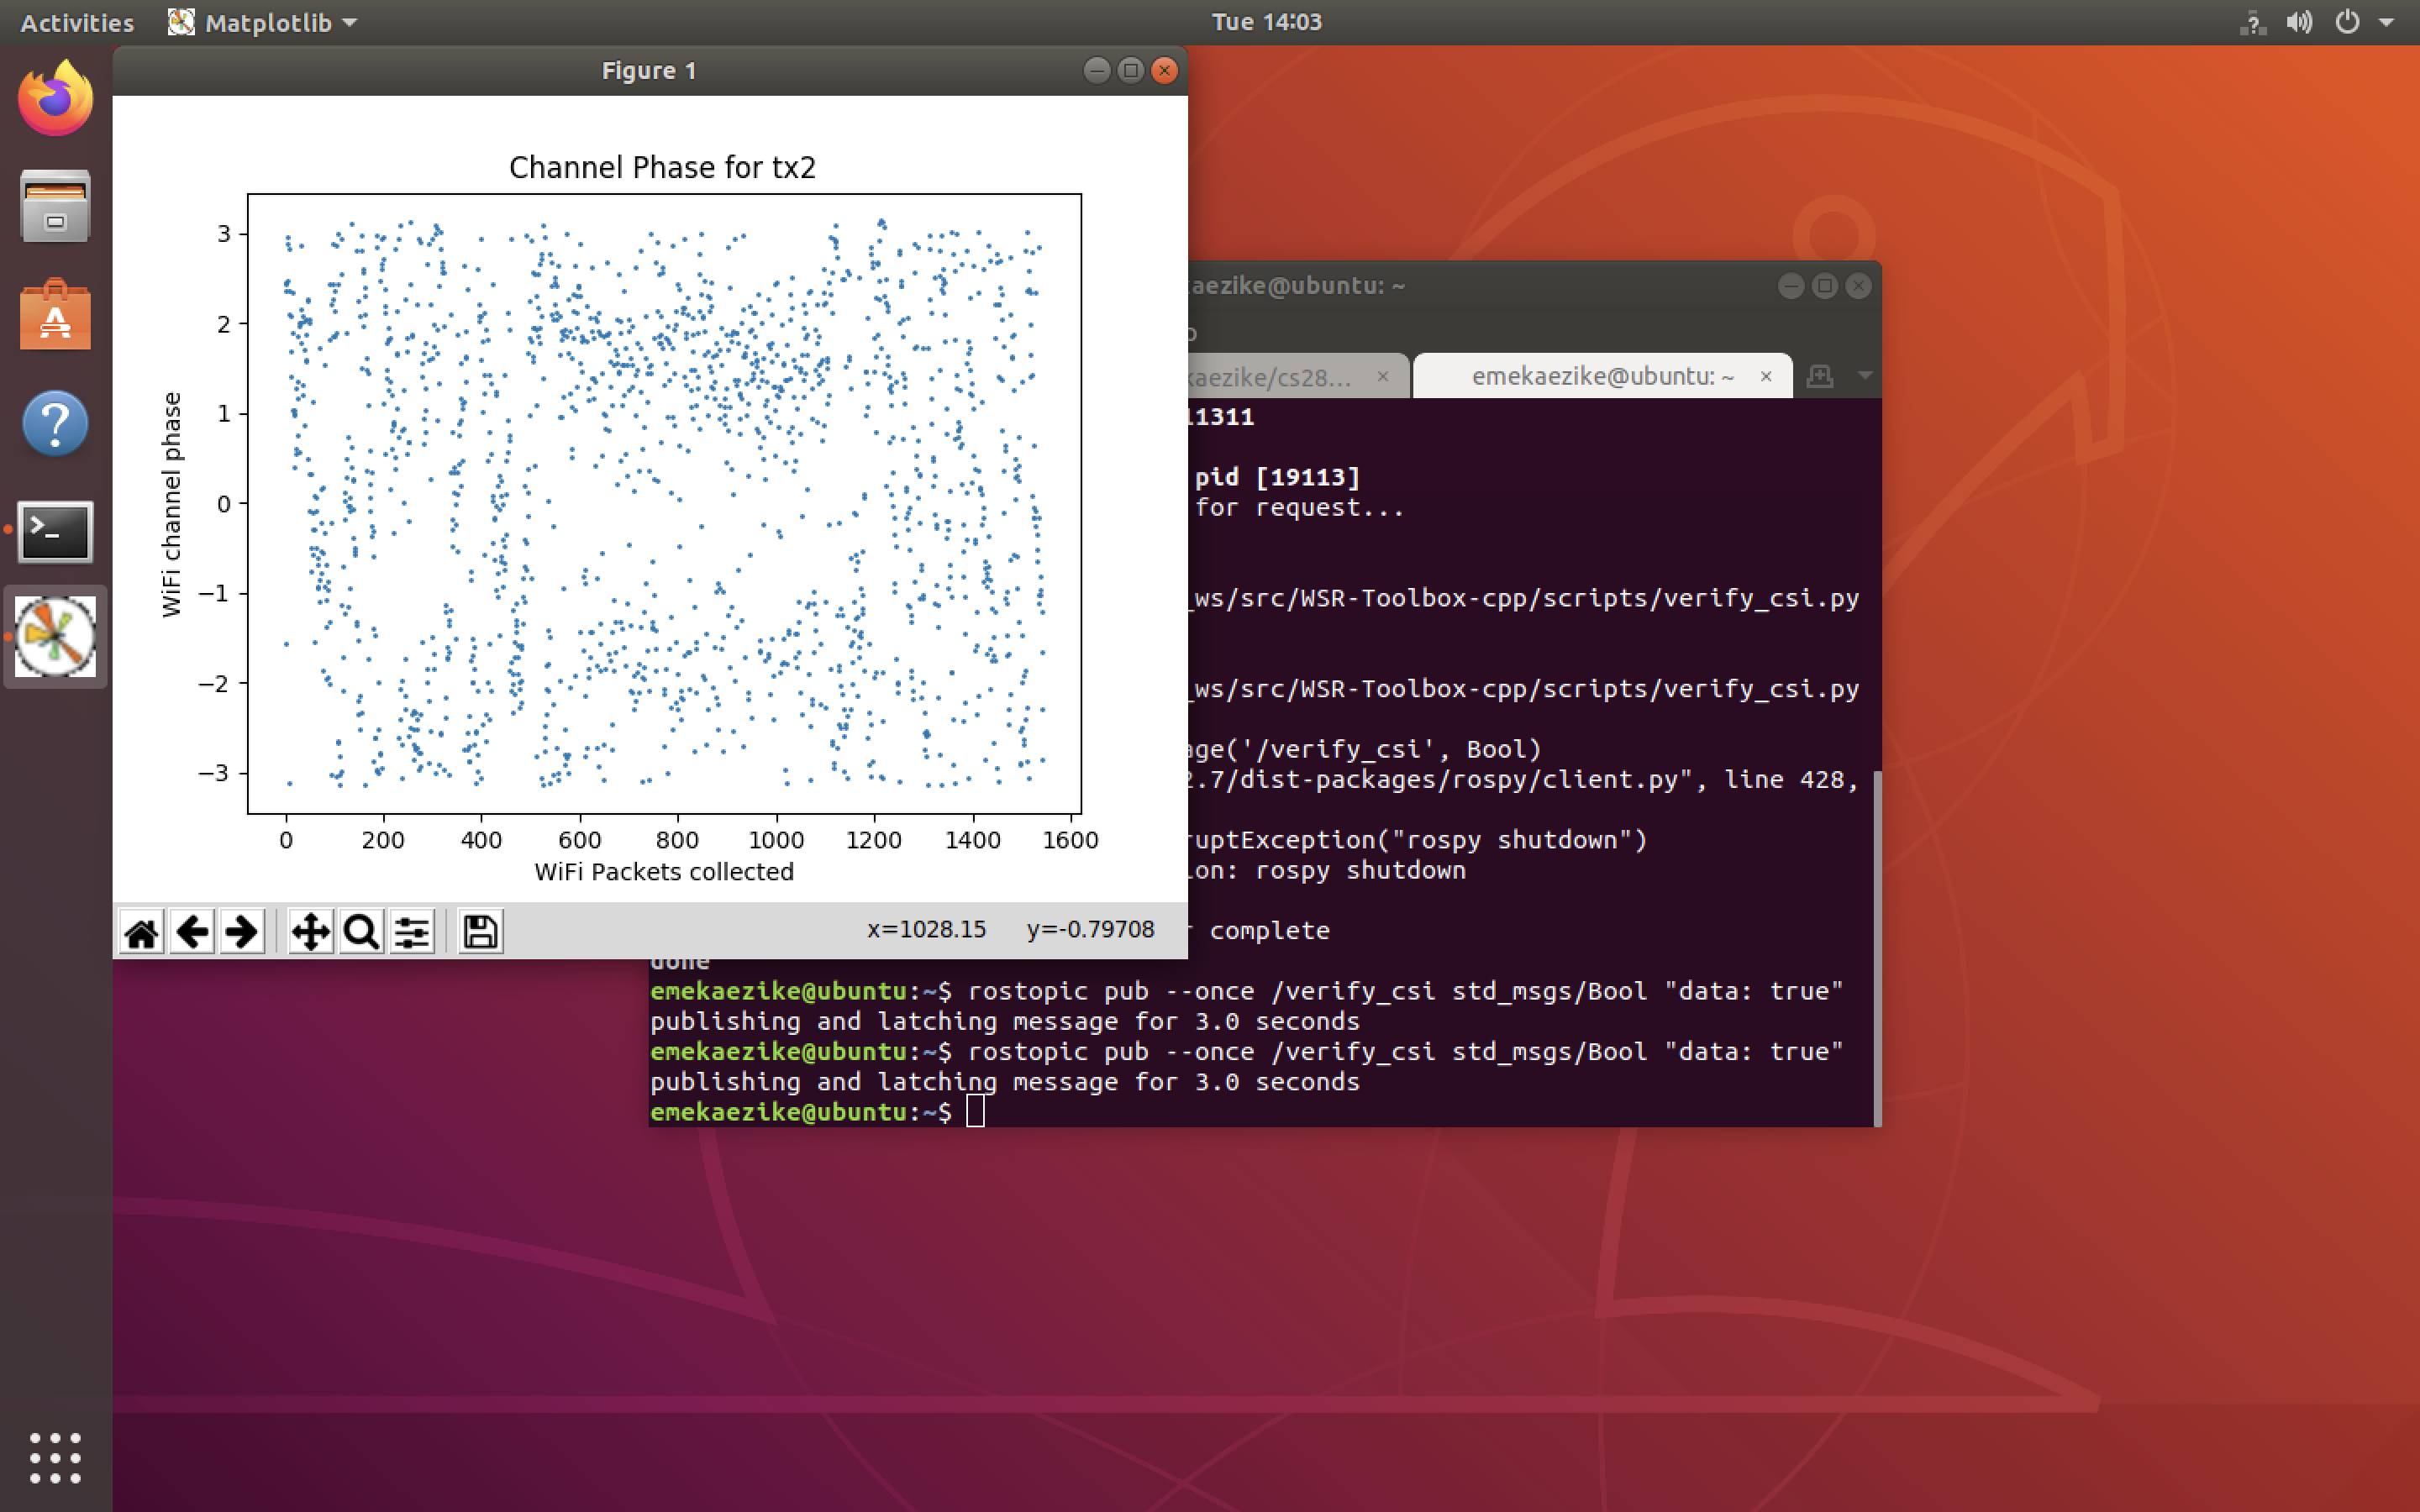 Activities
Matplotlib
Tue 14:03
Figure 1
Channel Phase for tx2
3
2
1
0
−1
−2
−3
WiFi channel phase
0 200 400 600 800 1000 1200 1400 1600
WiFi Packets collected
x=1028.15 y=-0.79708
aezike@ubuntu: ~
aezike/cs28...
emekaezike@ubuntu: ~
11311
pid [19113]
for request...
_ws/src/WSR-Toolbox-cpp/scripts/verify_csi.py
_ws/src/WSR-Toolbox-cpp/scripts/verify_csi.py
age('/verify_csi', Bool)
2.7/dist-packages/rospy/client.py", line 428,
ruptException("rospy shutdown")
ion: rospy shutdown
complete
done
emekaezike@ubuntu:~$ rostopic pub --once /verify_csi std_msgs/Bool "data: true"
publishing and latching message for 3.0 seconds
emekaezike@ubuntu:~$ rostopic pub --once /verify_csi std_msgs/Bool "data: true"
publishing and latching message for 3.0 seconds
emekaezike@ubuntu:~$